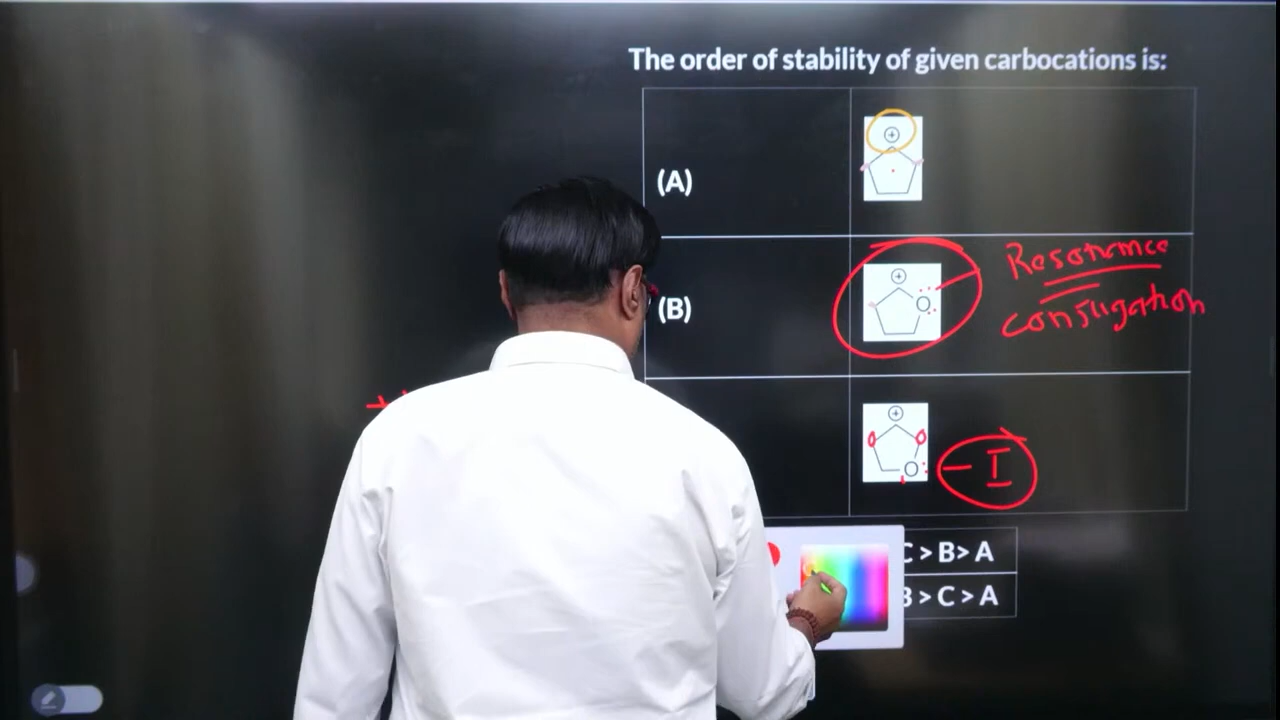 The order of stability of given carbocations is:
⊕
(A)
(B)
⊕
O
Resonance
conjugation
⊕
O
- I
C > B > A
B > C > A